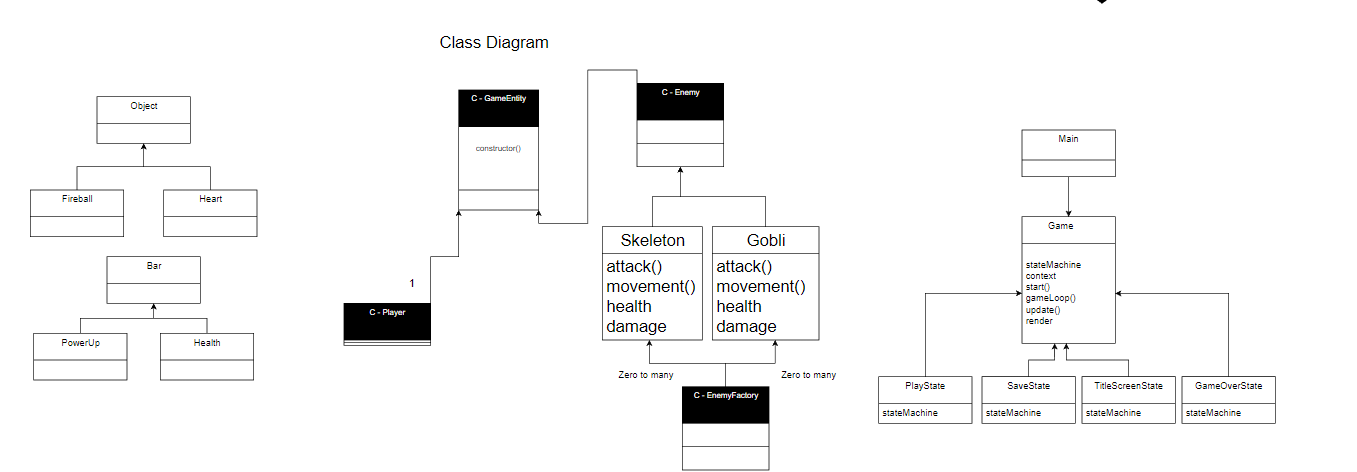 Class Diagram
Object
Fireball
Heart
Bar
PowerUp
Health
C - GameEntity
constructor()
1
C - Player
C - Enemy
Skeleton
attack()
movement()
health
damage
Gobli
attack()
movement()
health
damage
Zero to many
Zero to many
C - EnemyFactory
Main
Game
stateMachine
context
start()
gameLoop()
update()
render
PlayState
stateMachine
SaveState
stateMachine
TitleScreenState
stateMachine
GameOverState
stateMachine